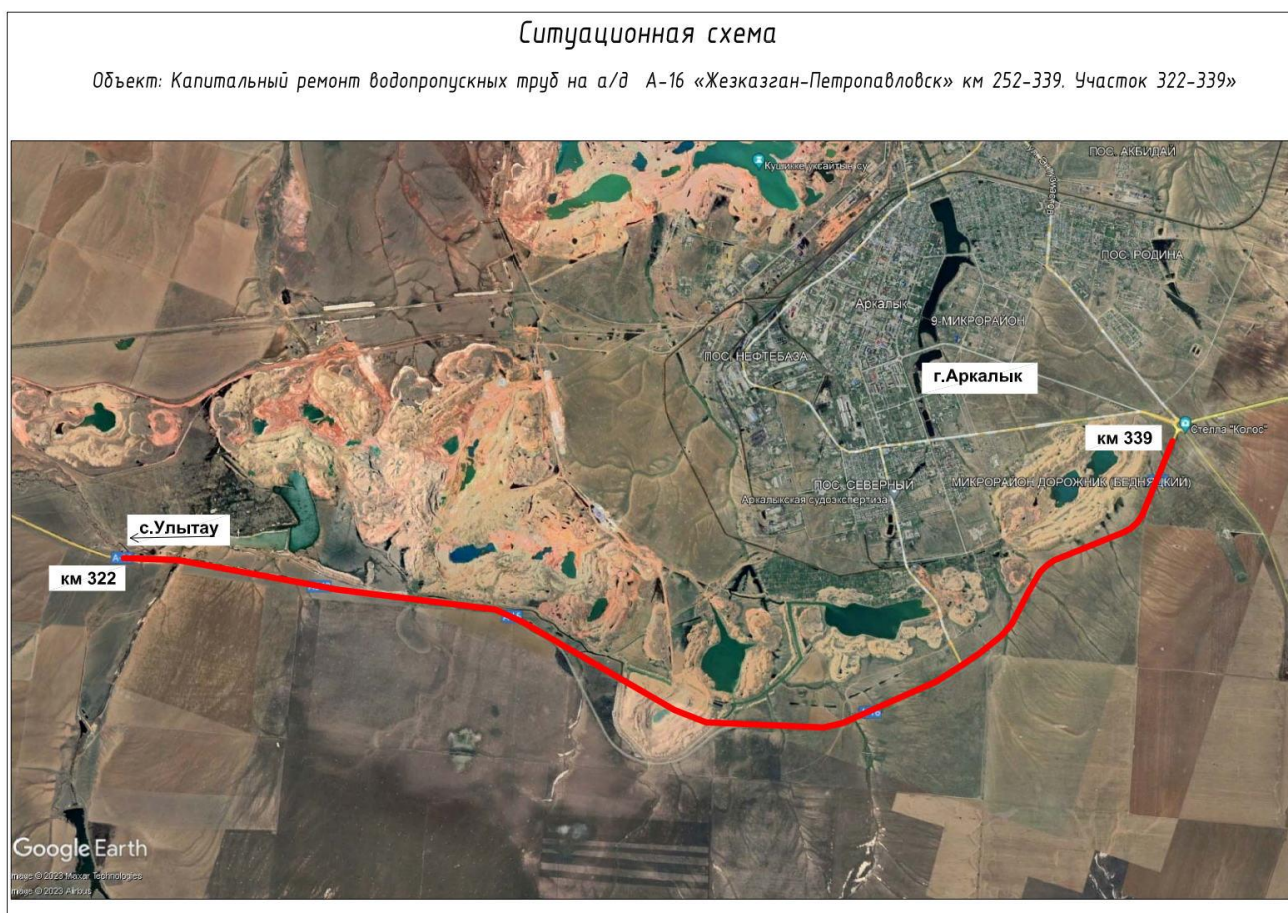 Ситуационная схема
Объект: Капитальный ремонт водопропускных труб на а/д А-16 «Жезказган-Петропавловск» км 252-339. Участок 322-339»
ПОС. АКБИДАЙ
Кушикке уксайтын су
ПОС. РОДИНА
Аркалык
9-МИКРОРАЙОН
ПОС. НЕФТЕБАЗА
г.Аркалык
Стелла "Колос"
км 339
ПОС. СЕВЕРНЫЙ
МИКРОРАЙОН ДОРОЖНИК (БЕДНЯЦКИЙ)
Аркалыкская судоэкспертиза
с.Улытау
км 322
Google Earth
Image © 2023 Maxar Technologies
Image © 2023 Airbus